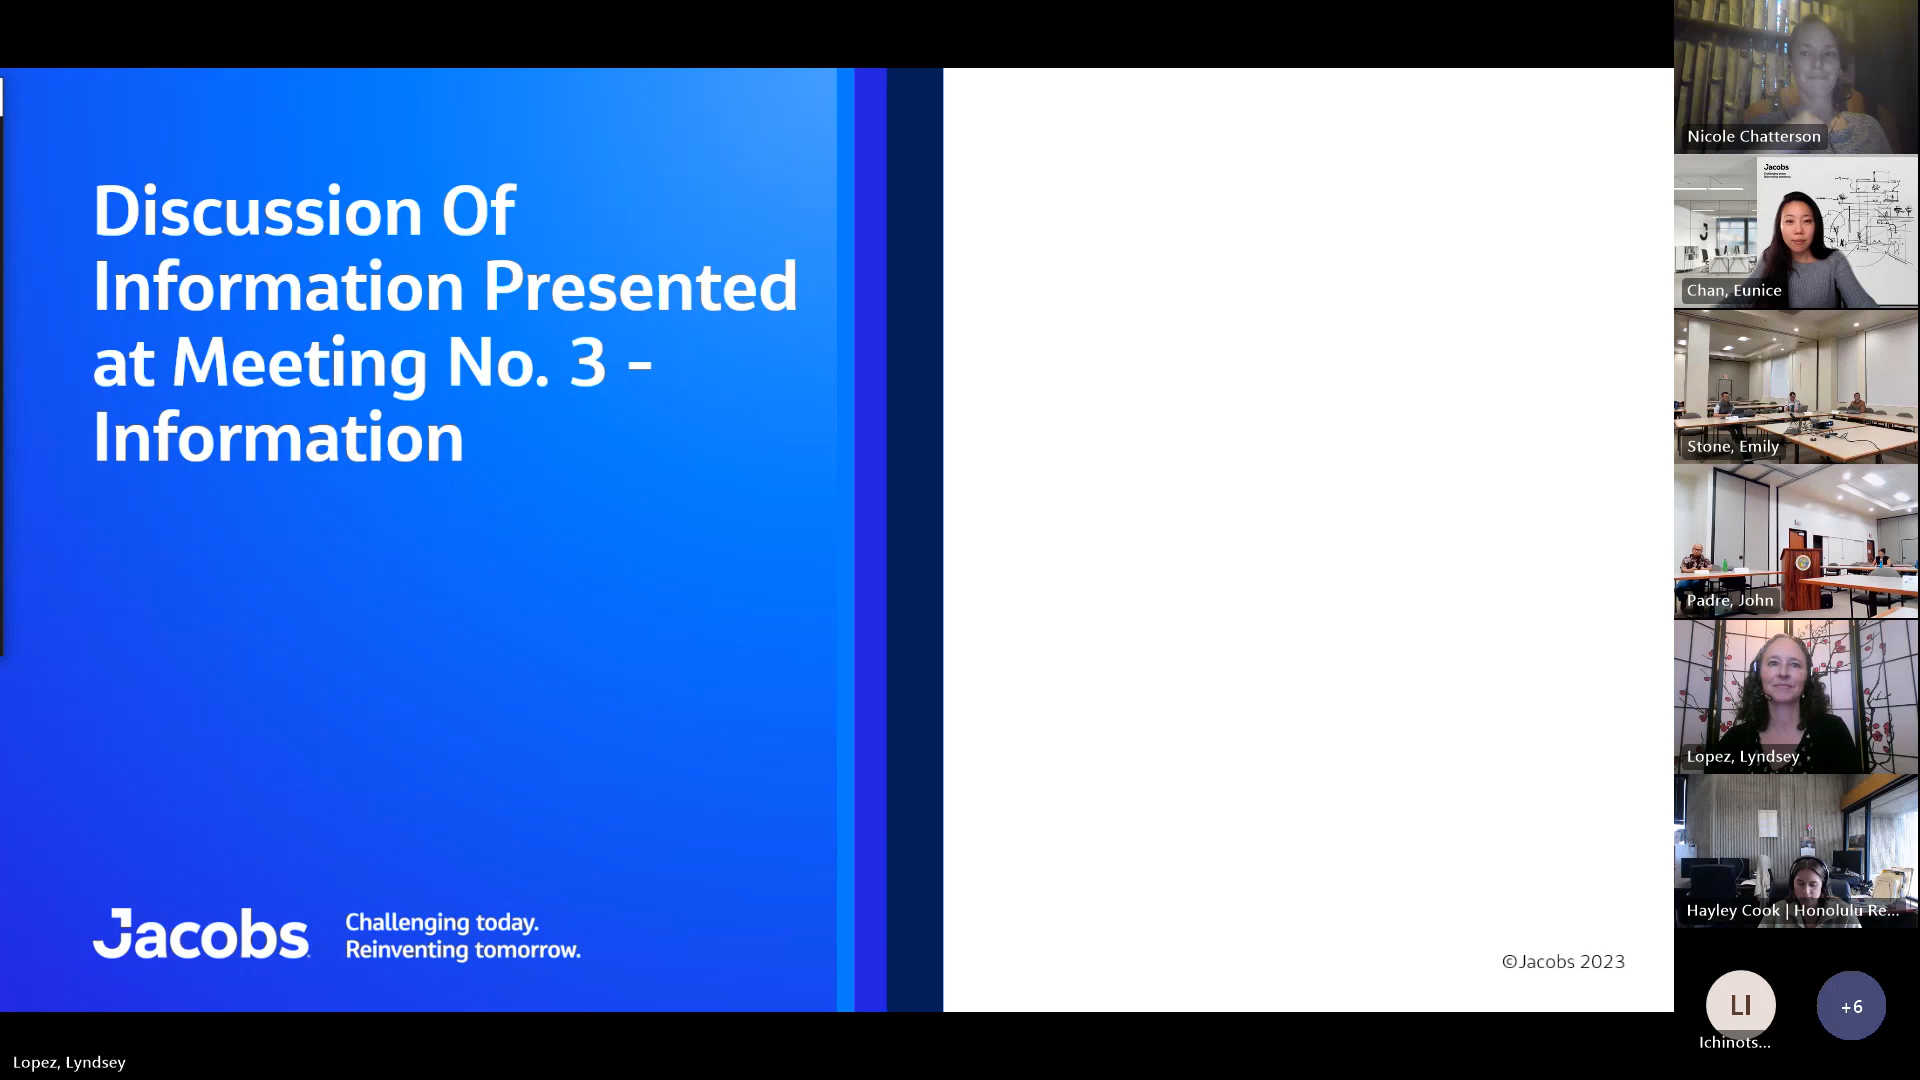 Discussion Of
Information Presented
at Meeting No. 3 -
Information
Jacobs
Challenging today.
Reinventing tomorrow.
©Jacobs 2023
Nicole Chatterson
Jacobs
Chan, Eunice
Stone, Emily
Padre, John
Lopez, Lyndsey
Hayley Cook | Honolulu Re...
LI
Ichinots...
+6
Lopez, Lyndsey